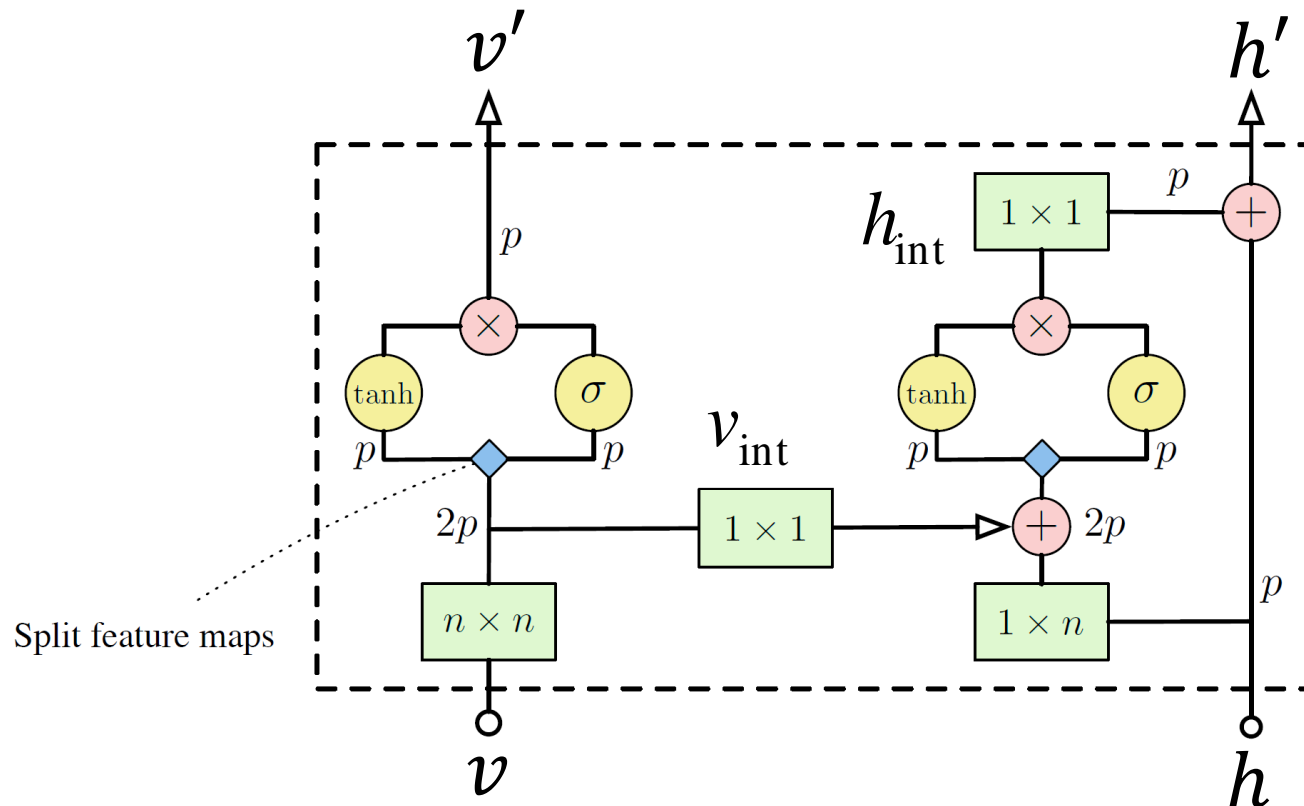 v′
h′
p
1 × 1
p
h_int
×
×
tanh
σ
tanh
σ
p
p
v_int
p
p
2p
1 × 1
+
2p
n × n
1 × n
p
+
Split feature maps
v
h